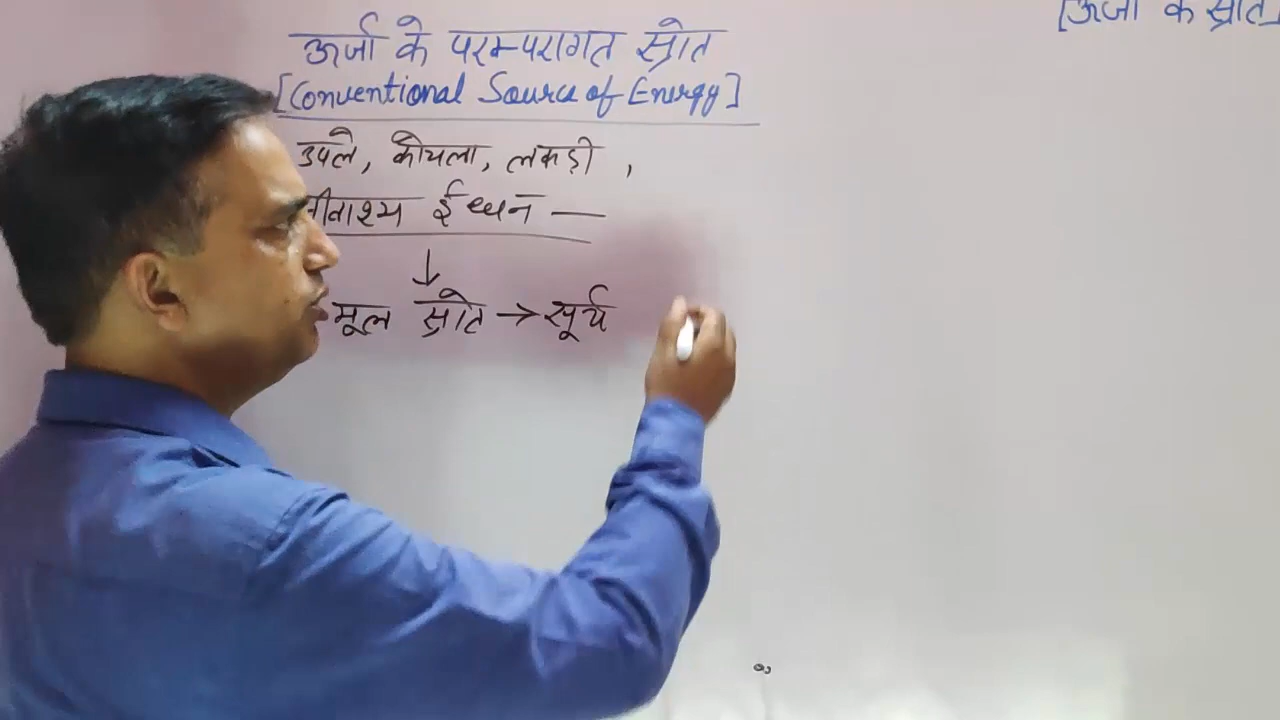 [ऊर्जा के स्रोत]
ऊर्जा के परम्परागत स्रोत
[Conventional Source of Energy]
उपले, कोयला, लकड़ी ,
ईंधन —
↓
मूल स्रोत → सूर्य